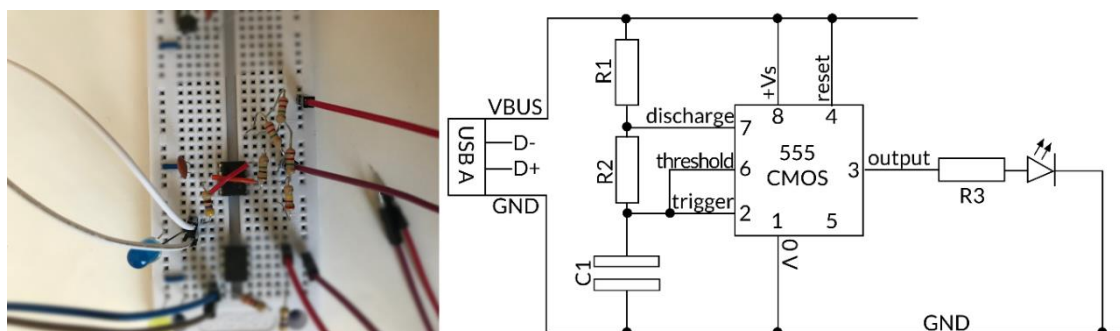 VBUS
D-
D+
GND
USB A
R1
discharge
R2
threshold
trigger
C1
+Vs
reset
8 4
7
555
6 CMOS 3
output
2
1 5
0 V
R3
GND